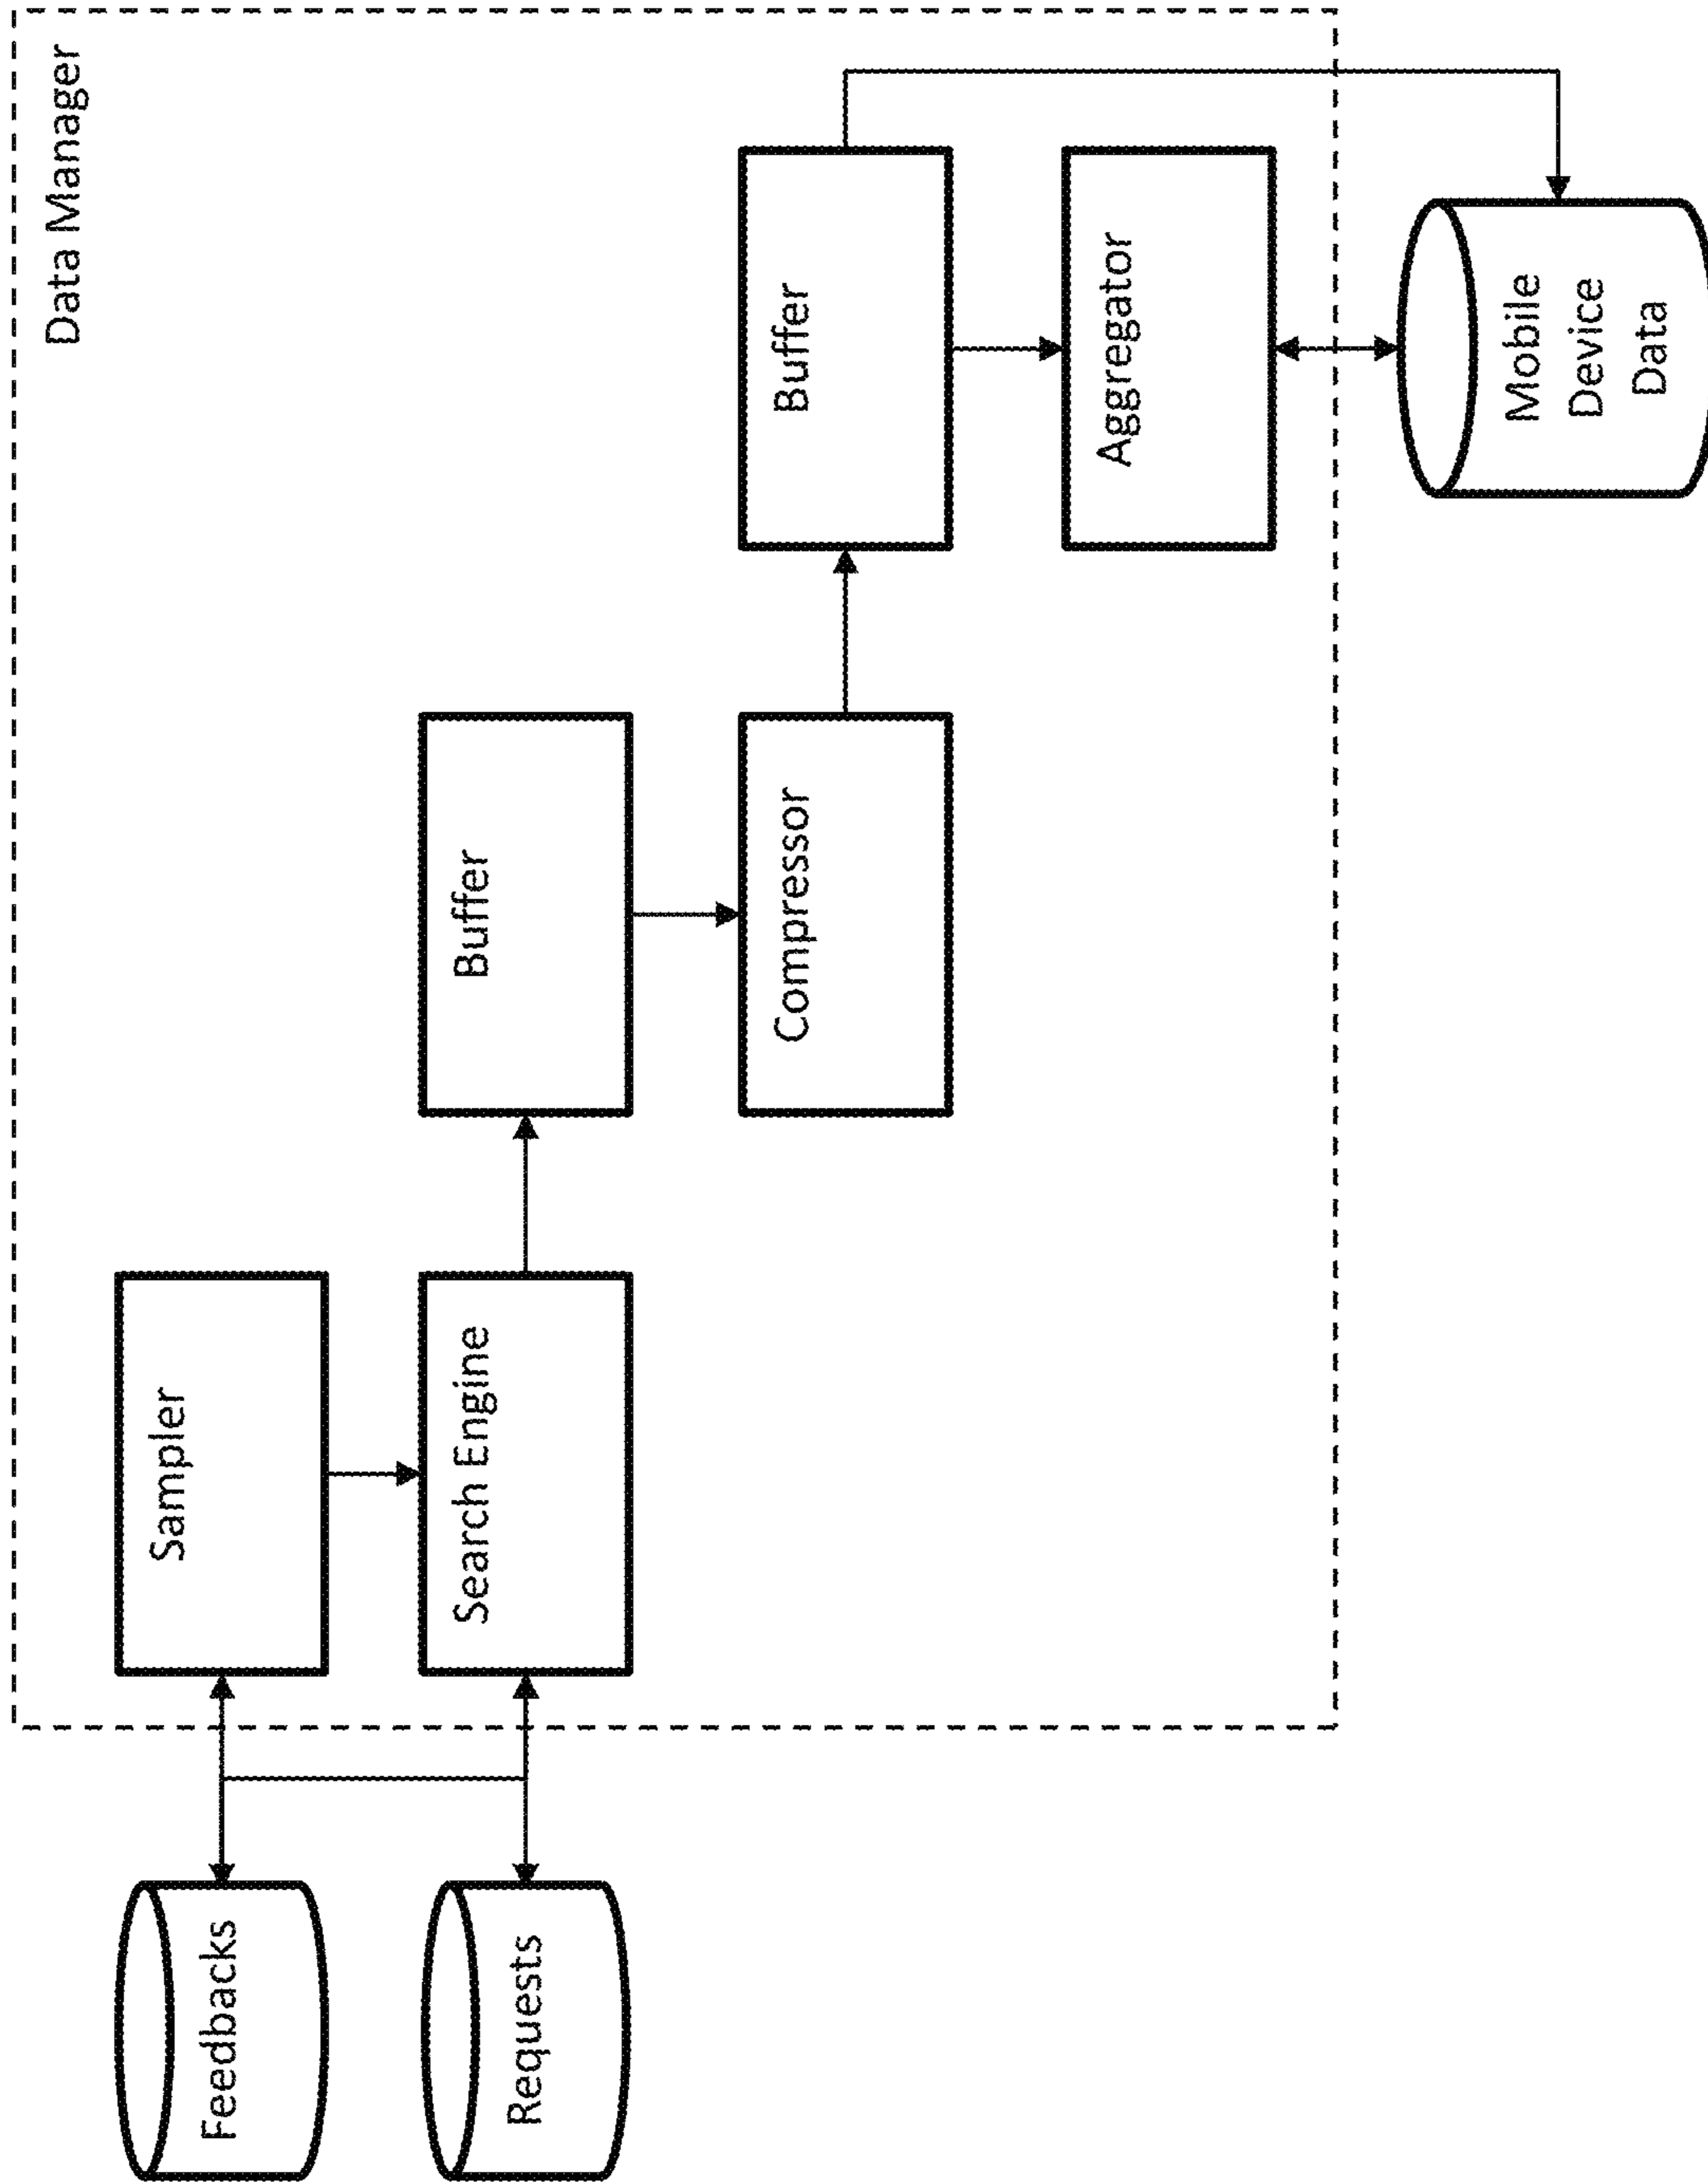 Data Manager
Feedbacks
Sampler
Requests
Search Engine
Buffer
Compressor
Buffer
Aggregator
Mobile
Device
Data